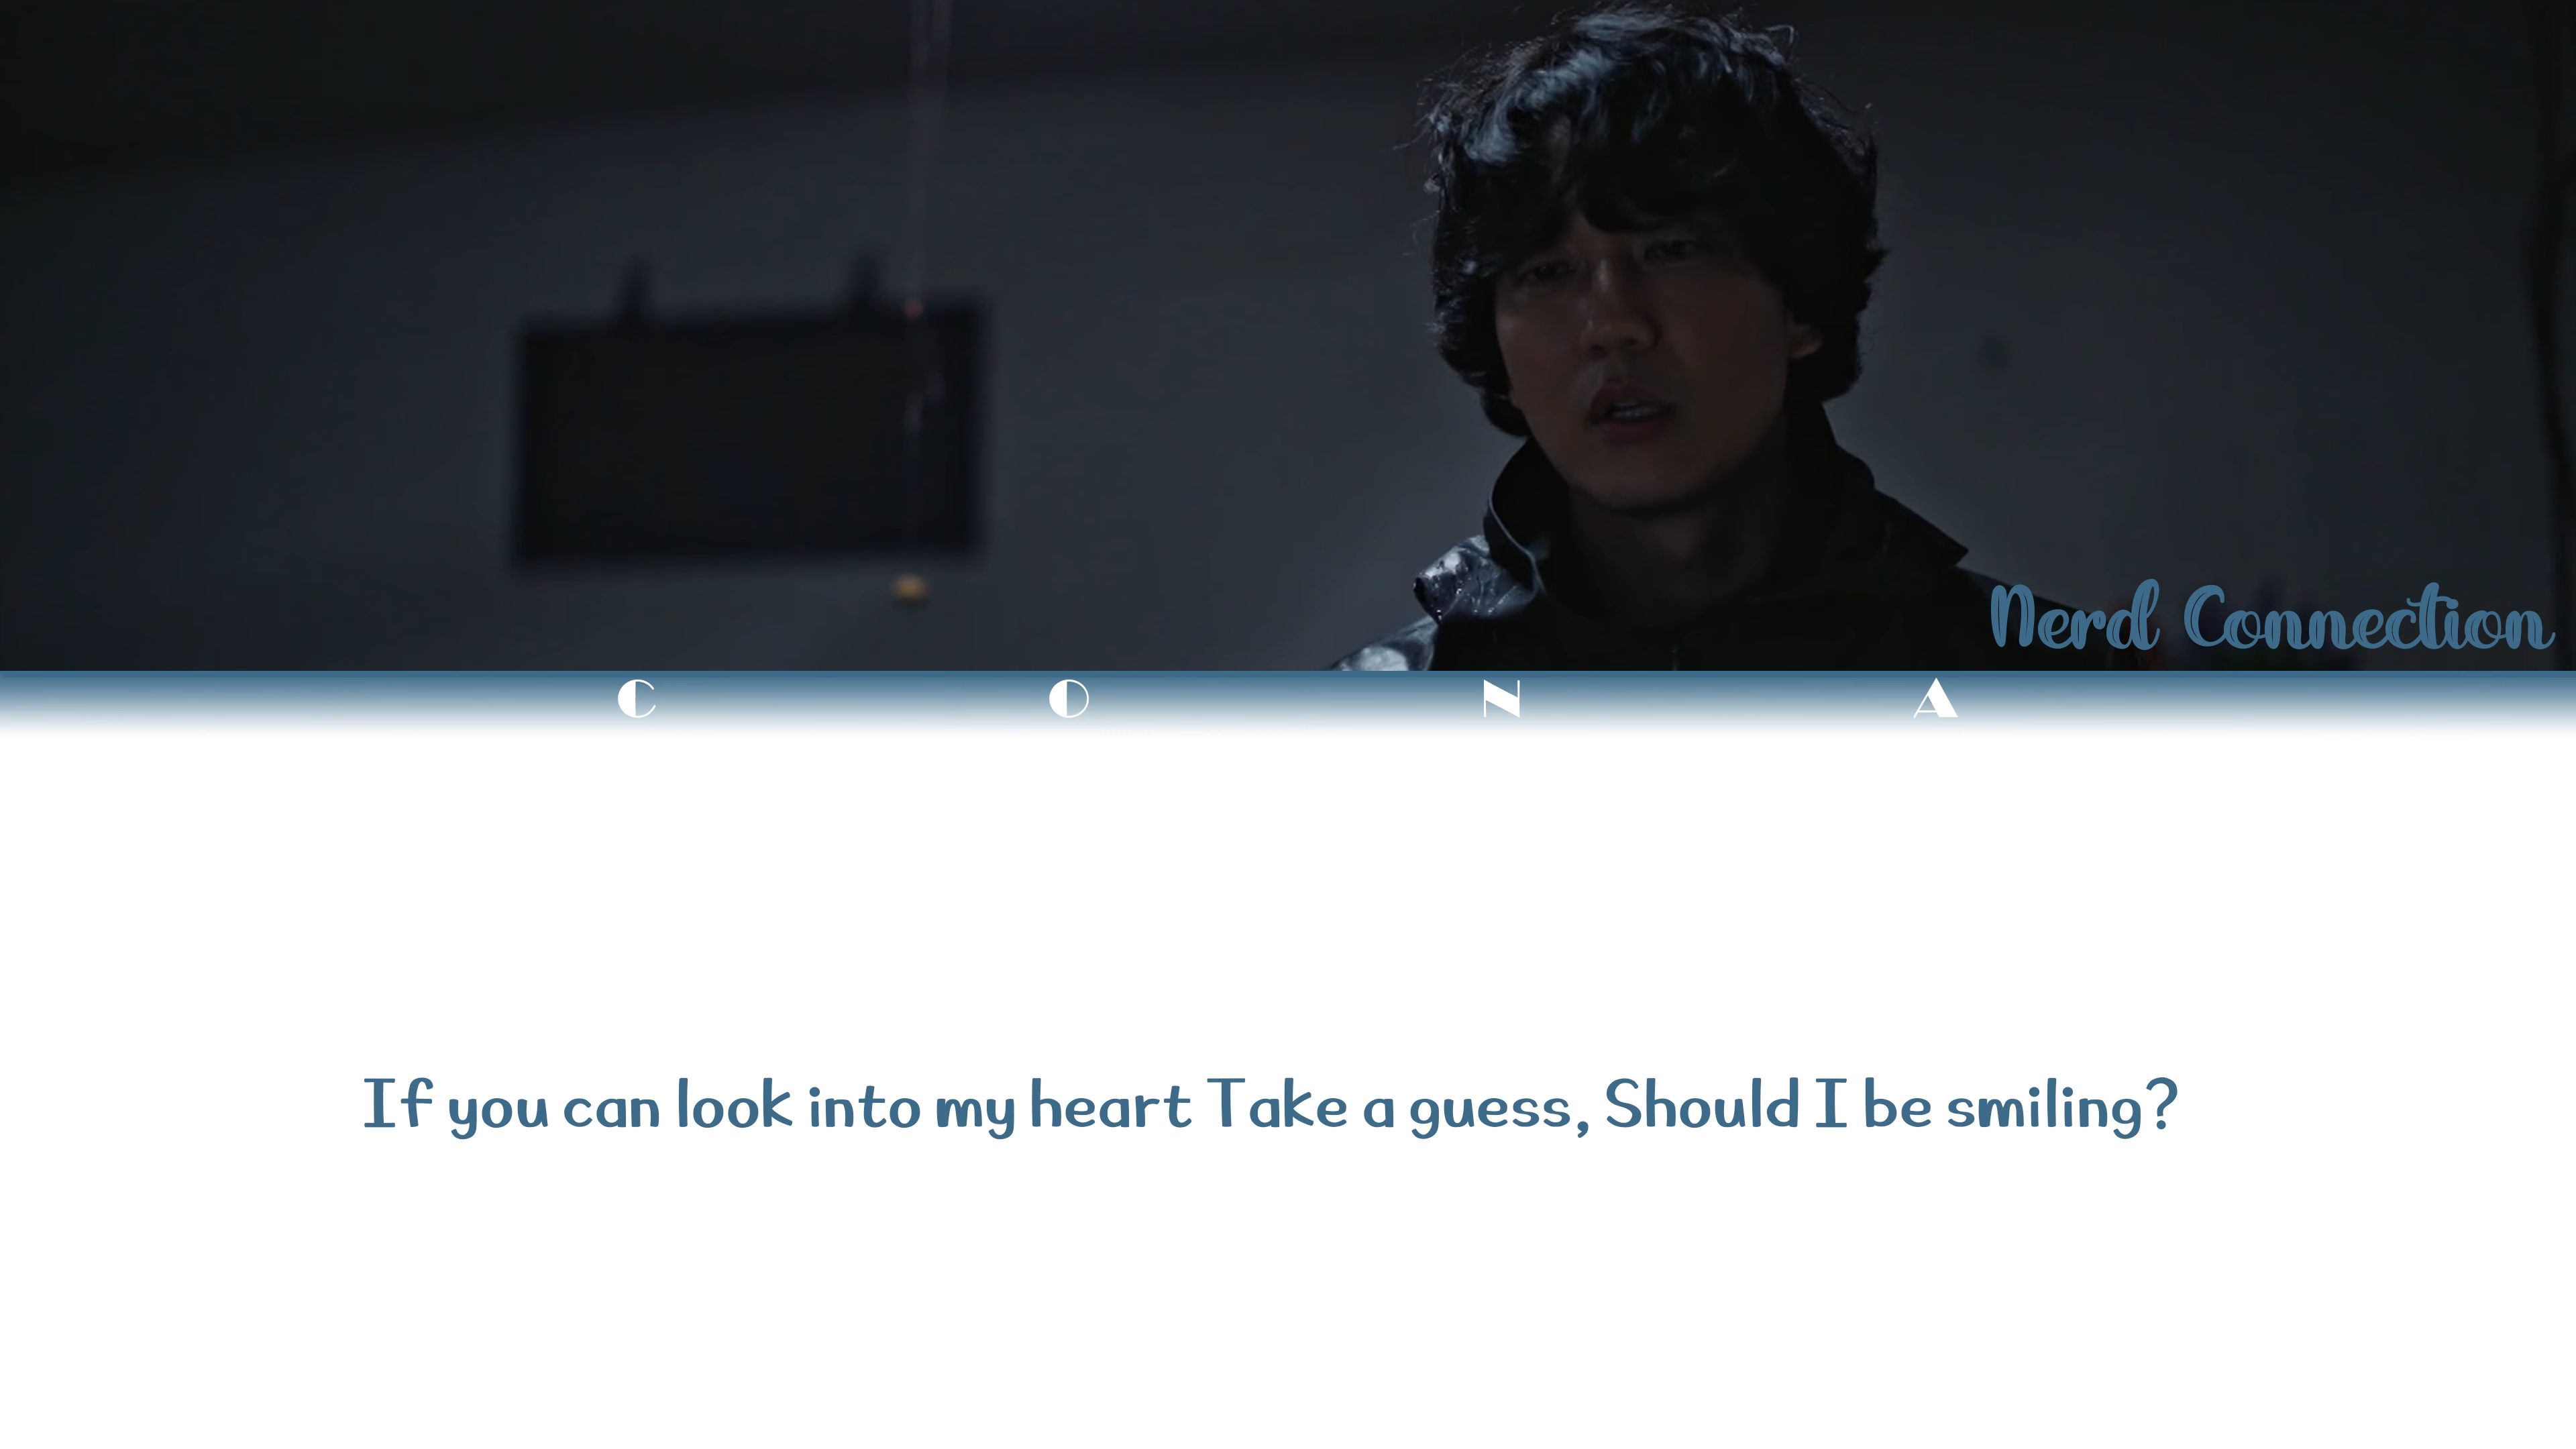 Nerd Connection
C O N A
If you can look into my heart Take a guess, Should I be smiling?